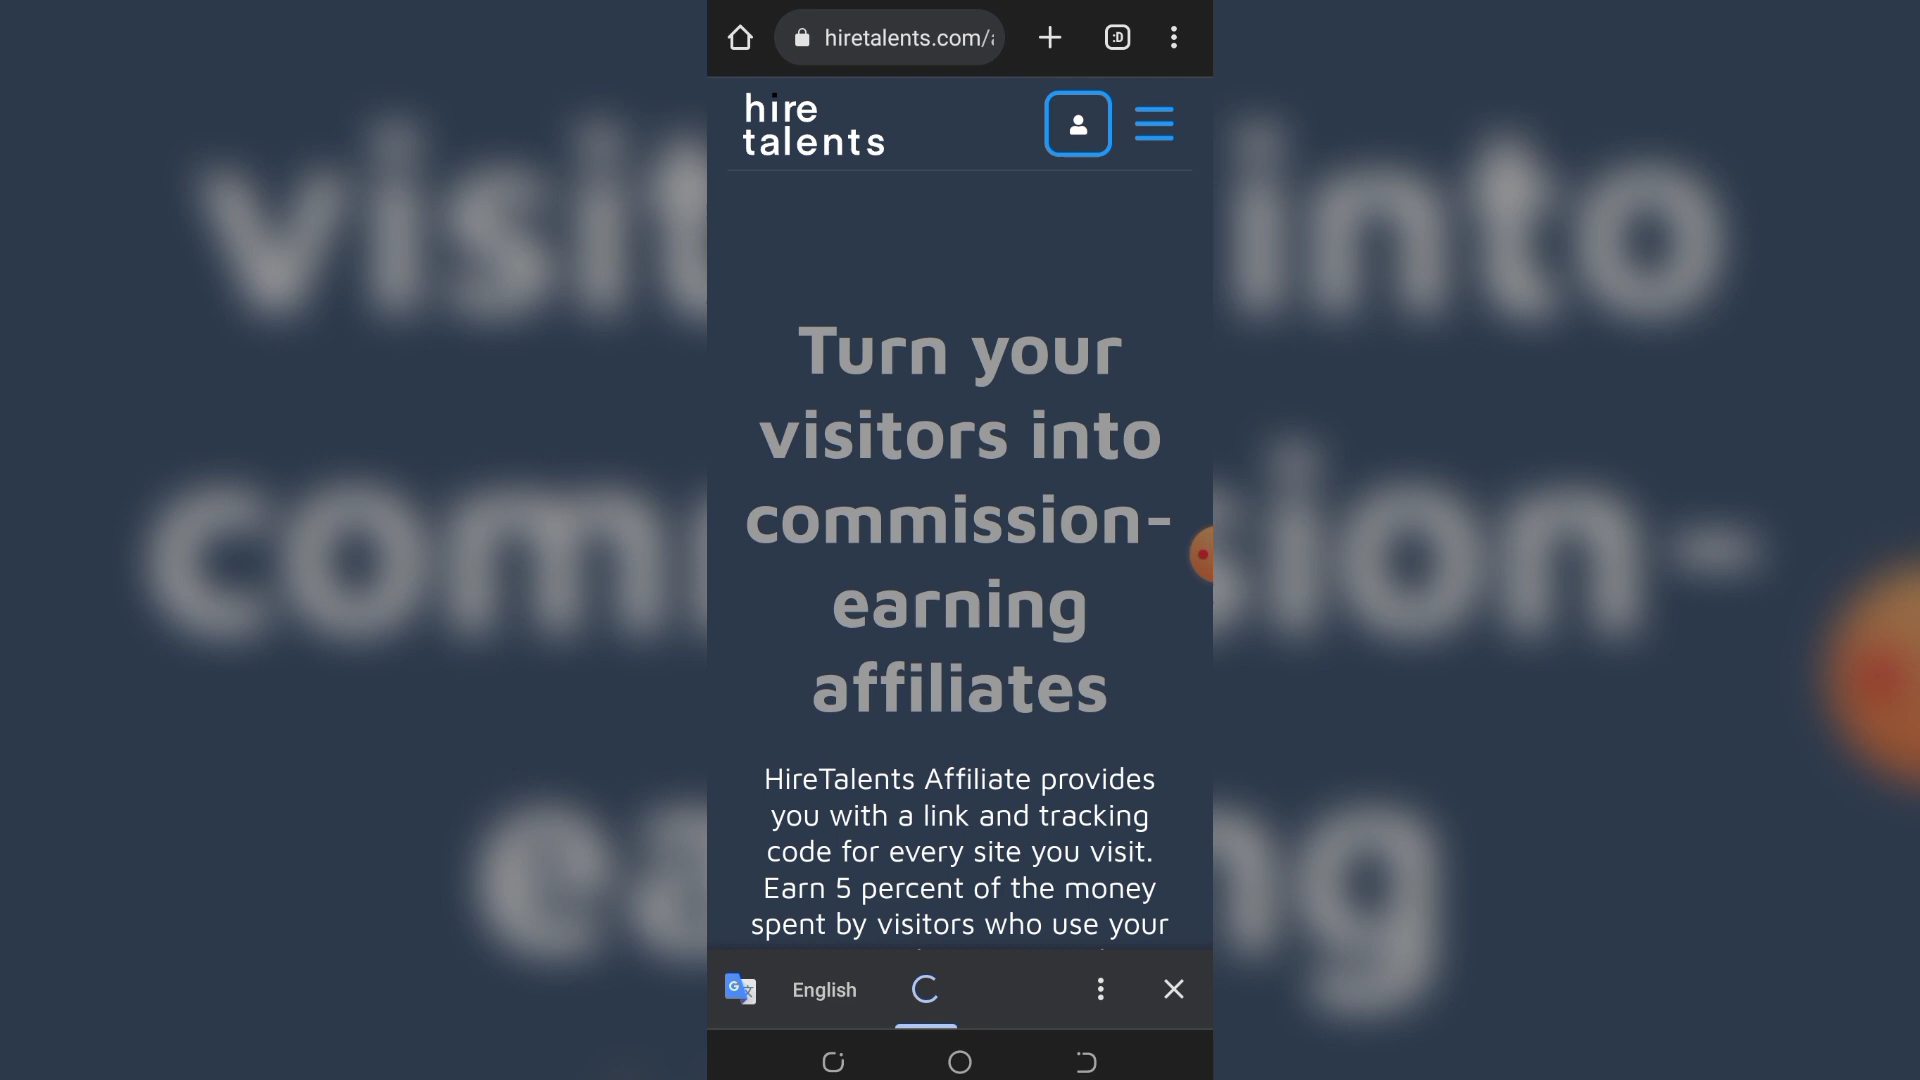 hiretalents.com/
:D
hire
talents
Turn your
visitors into
commission-
earning
affiliates
HireTalents Affiliate provides
you with a link and tracking
code for every site you visit.
Earn 5 percent of the money
spent by visitors who use your
English